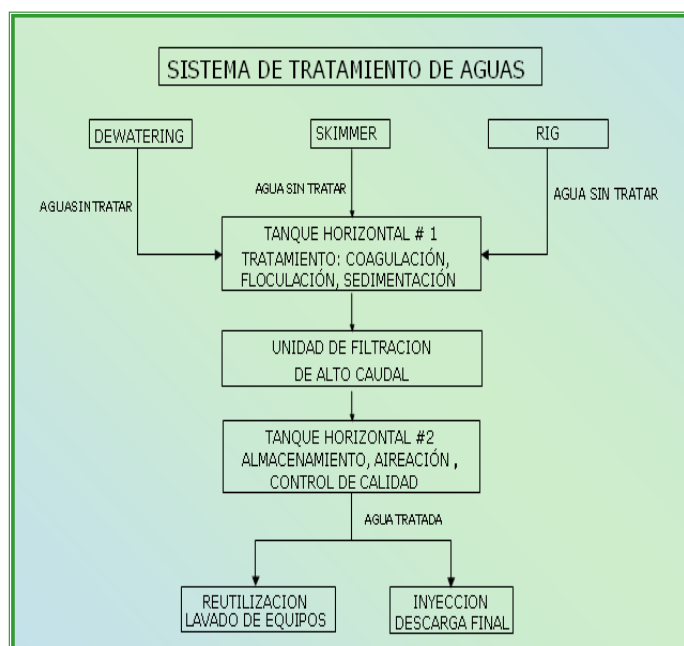 SISTEMA DE TRATAMIENTO DE AGUAS
DEWATERING
SKIMMER
RIG
AGUA SIN TRATAR
AGUA SIN TRATAR
AGUA SIN TRATAR
TANQUE HORIZONTAL # 1
TRATAMIENTO: COAGULACIÓN,
FLOCULACIÓN, SEDIMENTACIÓN
UNIDAD DE FILTRACION
DE ALTO CAUDAL
TANQUE HORIZONTAL #2
ALMACENAMIENTO, AIREACIÓN ,
CONTROL DE CALIDAD
AGUA TRATADA
REUTILIZACION
LAVADO DE EQUIPOS
INYECCION
DESCARGA FINAL